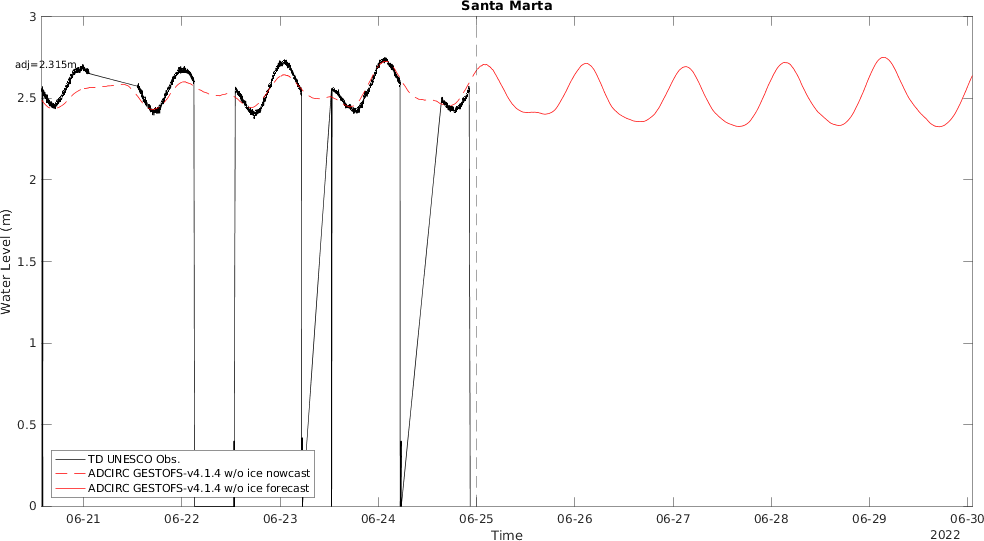 Santa Marta
adj=2.315m
3
2.5
2
1.5
1
0.5
0
Water Level (m)
TD UNESCO Obs.
ADCIRC GESTOFS-v4.1.4 w/o ice nowcast
ADCIRC GESTOFS-v4.1.4 w/o ice forecast
06-21 06-22 06-23 06-24 06-25 06-26 06-27 06-28 06-29 06-30
Time
2022